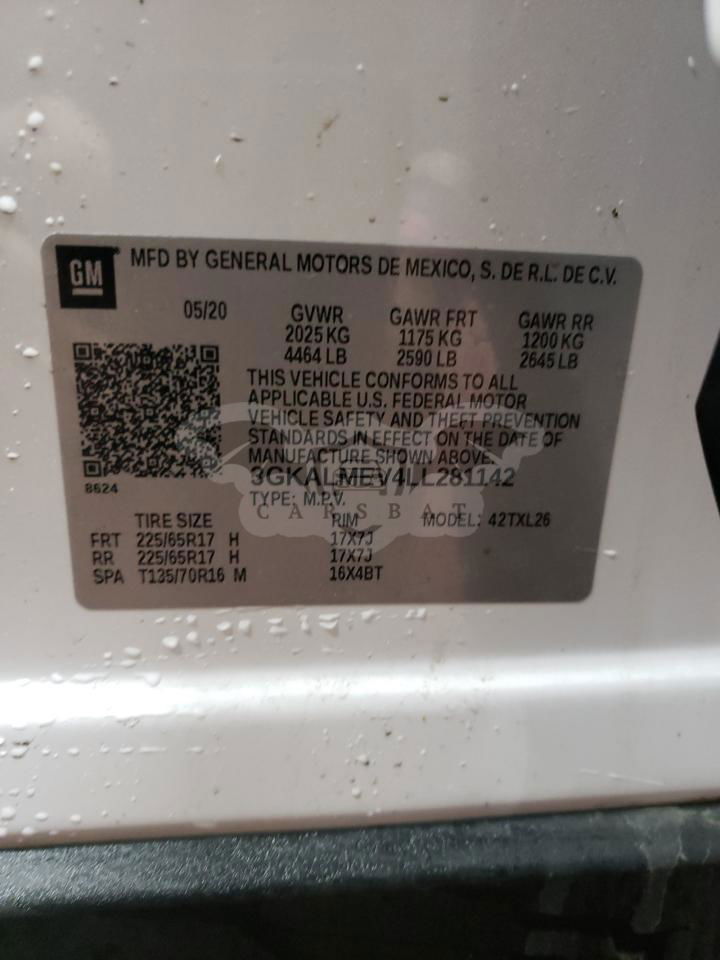 GM
MFD BY GENERAL MOTORS DE MEXICO, S. DE R.L. DE C.V.
05/20 GVWR GAWR FRT GAWR RR
2025 KG 1175 KG 1200 KG
4464 LB 2590 LB 2645 LB
THIS VEHICLE CONFORMS TO ALL
APPLICABLE U.S. FEDERAL MOTOR
VEHICLE SAFETY AND THEFT PREVENTION
STANDARDS IN EFFECT ON THE DATE OF
MANUFACTURE SHOWN ABOVE.
3GKALMEV4LL281142
8624
TYPE: M.P.V.
CARSBAT
TIRE SIZE RIM MODEL: 42TXL26
FRT 225/65R17 H 17X7J
RR 225/65R17 H 17X7J
SPA T135/70R16 M 16X4BT